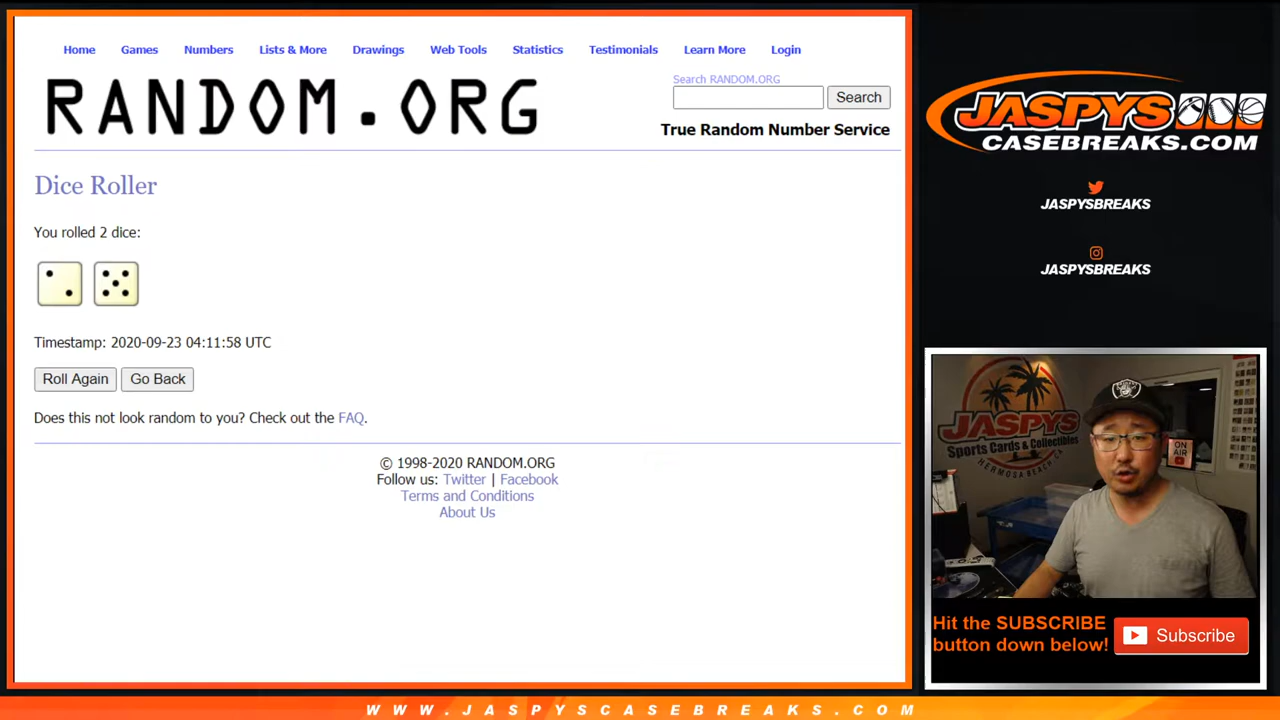 Home Games Numbers Lists & More Drawings Web Tools Statistics Testimonials Learn More Login
RANDOM.ORG
Search RANDOM.ORG
Search
True Random Number Service
Dice Roller
You rolled 2 dice:
Timestamp: 2020-09-23 04:11:58 UTC
Roll Again Go Back
Does this not look random to you? Check out the FAQ.
© 1998-2020 RANDOM.ORG
Follow us: Twitter | Facebook
Terms and Conditions
About Us
JASPYS
CASEBREAKS.COM
JASPYSBREAKS
JASPYSBREAKS
JASPYS
Sports Cards & Collectibles
HERMOSA BEACH, CA
ON
AIR
Hit the SUBSCRIBE
button down below!
Subscribe
WWW.JASPYSCASEBREAKS.COM